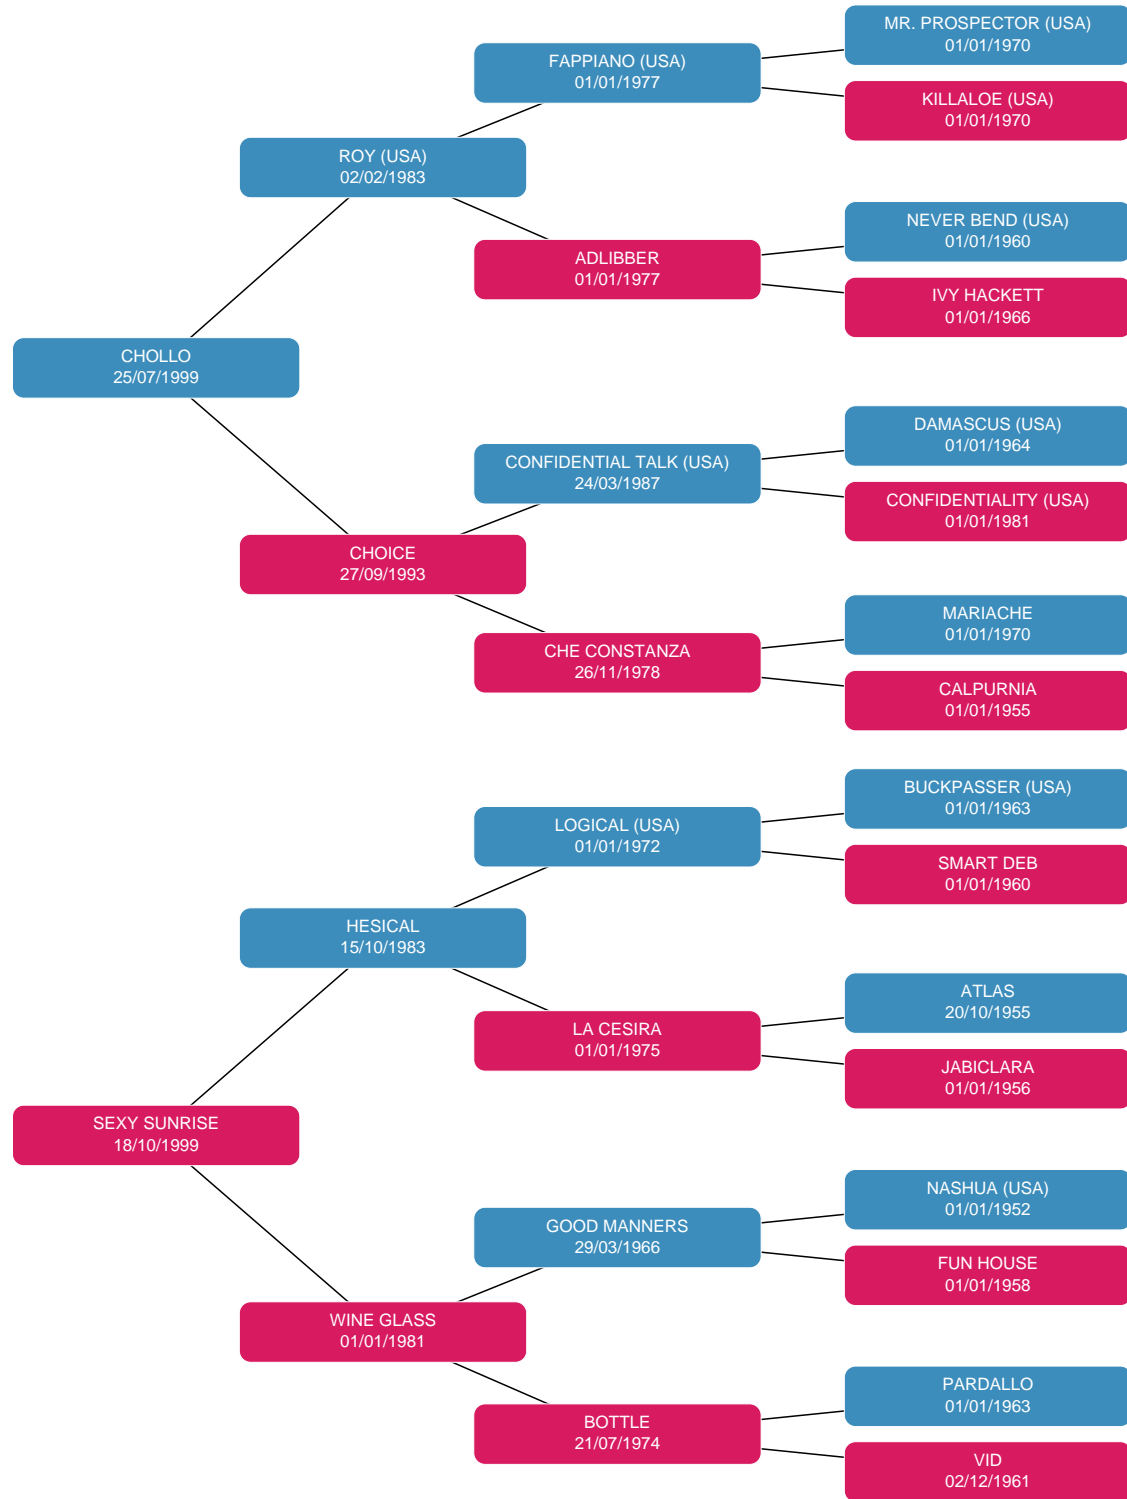 MR. PROSPECTOR (USA)
01/01/1970
FAPPIANO (USA)
01/01/1977
KILLALOE (USA)
01/01/1970
ROY (USA)
02/02/1983
NEVER BEND (USA)
01/01/1960
ADLIBBER
01/01/1977
IVY HACKETT
01/01/1966
CHOLLO
25/07/1999
DAMASCUS (USA)
01/01/1964
CONFIDENTIAL TALK (USA)
24/03/1987
CONFIDENTIALITY (USA)
01/01/1981
CHOICE
27/09/1993
MARIACHE
01/01/1970
CHE CONSTANZA
26/11/1978
CALPURNIA
01/01/1955
BUCKPASSER (USA)
01/01/1963
LOGICAL (USA)
01/01/1972
SMART DEB
01/01/1960
HESICAL
15/10/1983
ATLAS
20/10/1955
LA CESIRA
01/01/1975
JABICLARA
01/01/1956
SEXY SUNRISE
18/10/1999
NASHUA (USA)
01/01/1952
GOOD MANNERS
29/03/1966
FUN HOUSE
01/01/1958
WINE GLASS
01/01/1981
PARDALLO
01/01/1963
BOTTLE
21/07/1974
VID
02/12/1961